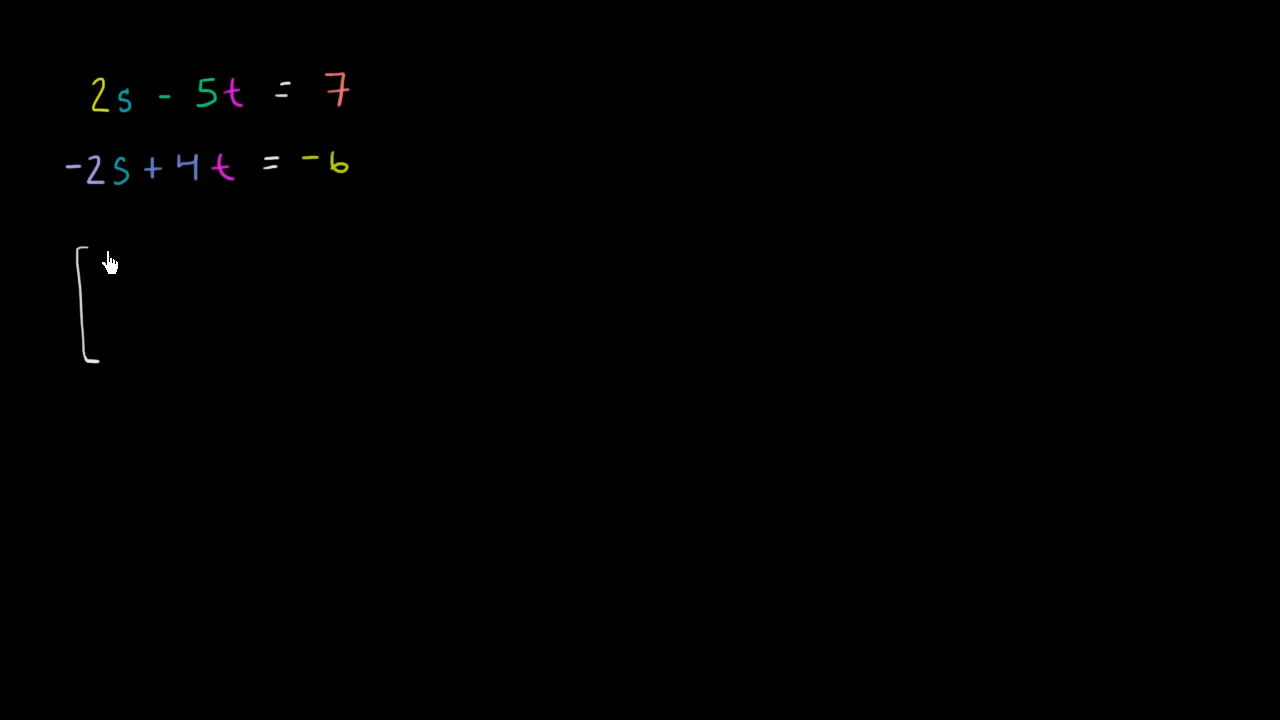 2s - 5t = 7
-2s + 4t = -6
[